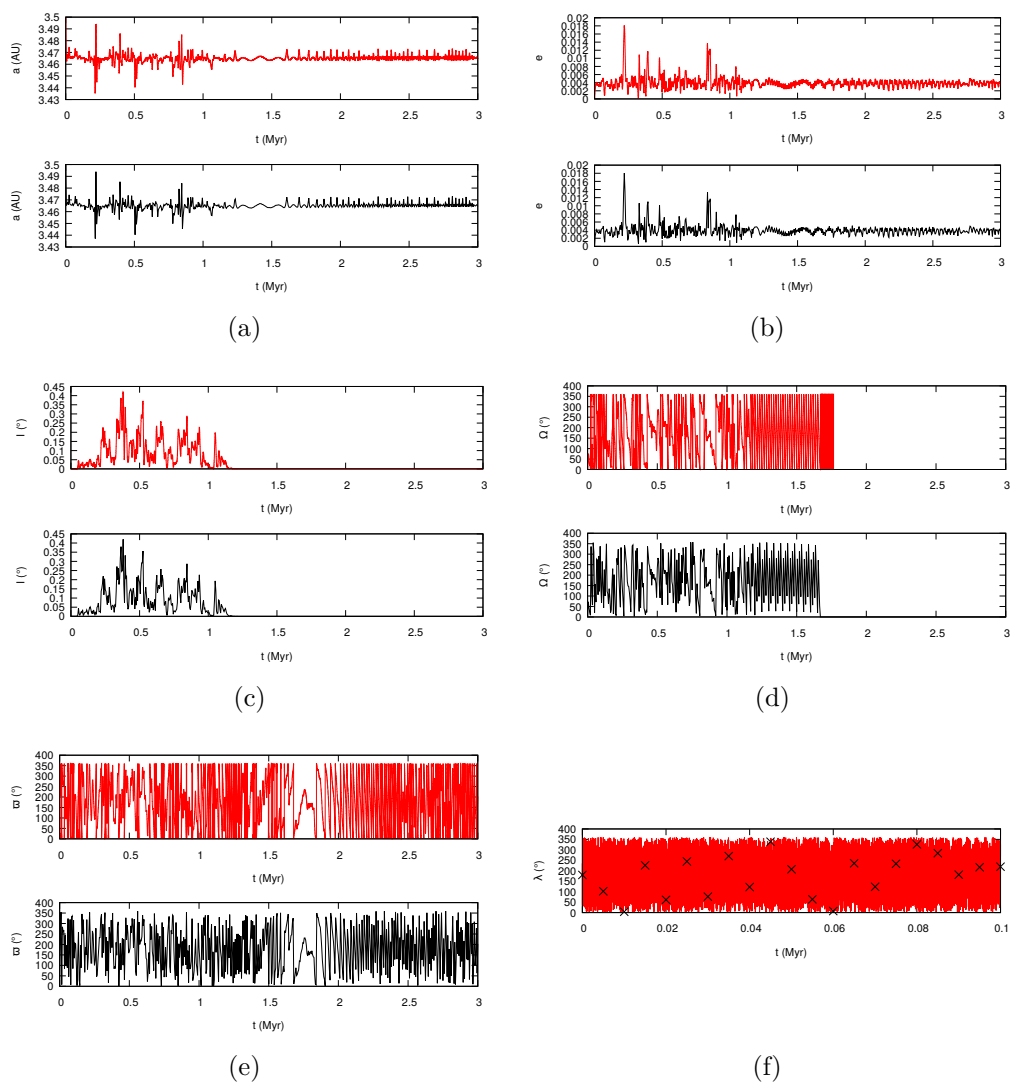 3.5
3.49
3.48
3.47
3.46
3.45
3.44
3.43
a (AU)
0 0.5 1 1.5 2 2.5 3
t (Myr)
3.5
3.49
3.48
3.47
3.46
3.45
3.44
3.43
a (AU)
0 0.5 1 1.5 2 2.5 3
t (Myr)
(a)
0.02
0.018
0.016
0.014
0.012
0.01
0.008
0.006
0.004
0.002
0
e
0 0.5 1 1.5 2 2.5 3
t (Myr)
0.02
0.018
0.016
0.014
0.012
0.01
0.008
0.006
0.004
0.002
0
e
0 0.5 1 1.5 2 2.5 3
t (Myr)
(b)
0.45
0.4
0.35
0.3
0.25
0.2
0.15
0.1
0.05
0
I (°)
0 0.5 1 1.5 2 2.5 3
t (Myr)
0.45
0.4
0.35
0.3
0.25
0.2
0.15
0.1
0.05
0
I (°)
0 0.5 1 1.5 2 2.5 3
t (Myr)
(c)
400
350
300
250
200
150
100
50
0
Ω (°)
0 0.5 1 1.5 2 2.5 3
t (Myr)
400
350
300
250
200
150
100
50
0
Ω (°)
0 0.5 1 1.5 2 2.5 3
t (Myr)
(d)
400
350
300
250
200
150
100
50
0
ϖ (°)
0 0.5 1 1.5 2 2.5 3
t (Myr)
400
350
300
250
200
150
100
50
0
ϖ (°)
0 0.5 1 1.5 2 2.5 3
t (Myr)
(e)
400
350
300
250
200
150
100
50
0
λ (°)
0 0.02 0.04 0.06 0.08 0.1
t (Myr)
(f)